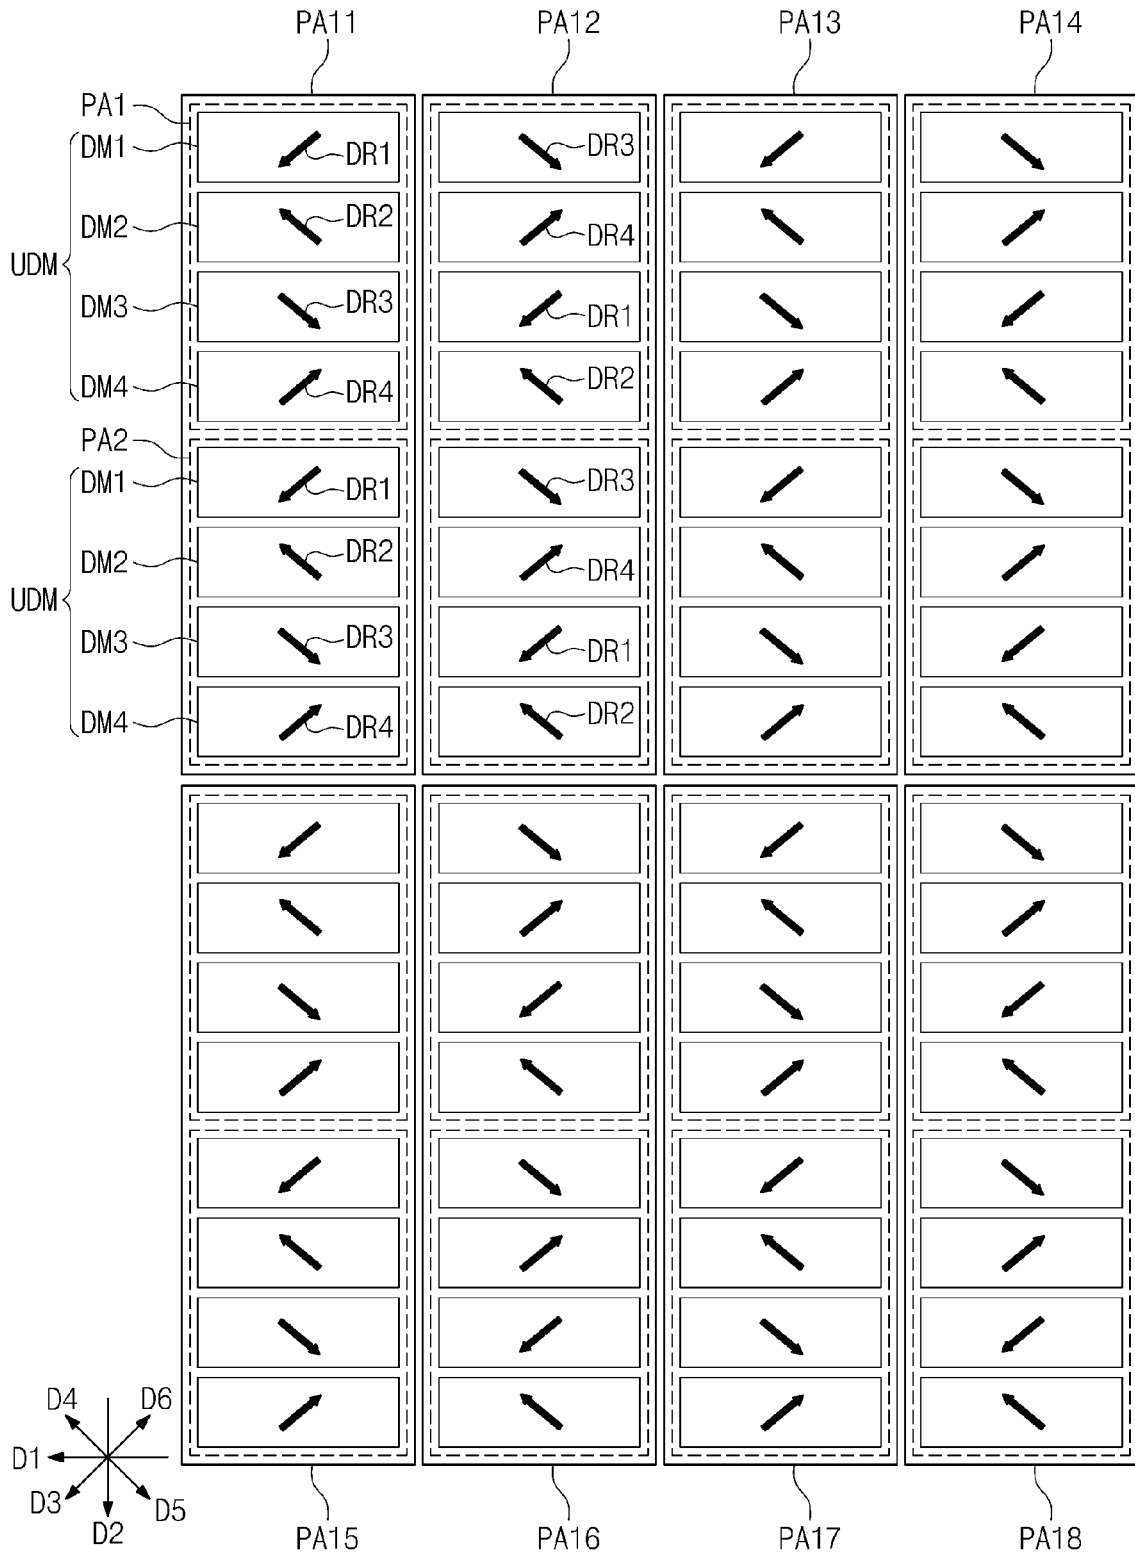 PA11 PA12 PA13 PA14
PA1
DM1 DR1 DR3
DM2 DR2 DR4
UDM
DM3 DR3 DR1
DM4 DR4 DR2
PA2
DM1 DR1 DR3
DM2 DR2 DR4
UDM
DM3 DR3 DR1
DM4 DR4 DR2
D4 D6
D1
D3 D5
D2
PA15 PA16 PA17 PA18